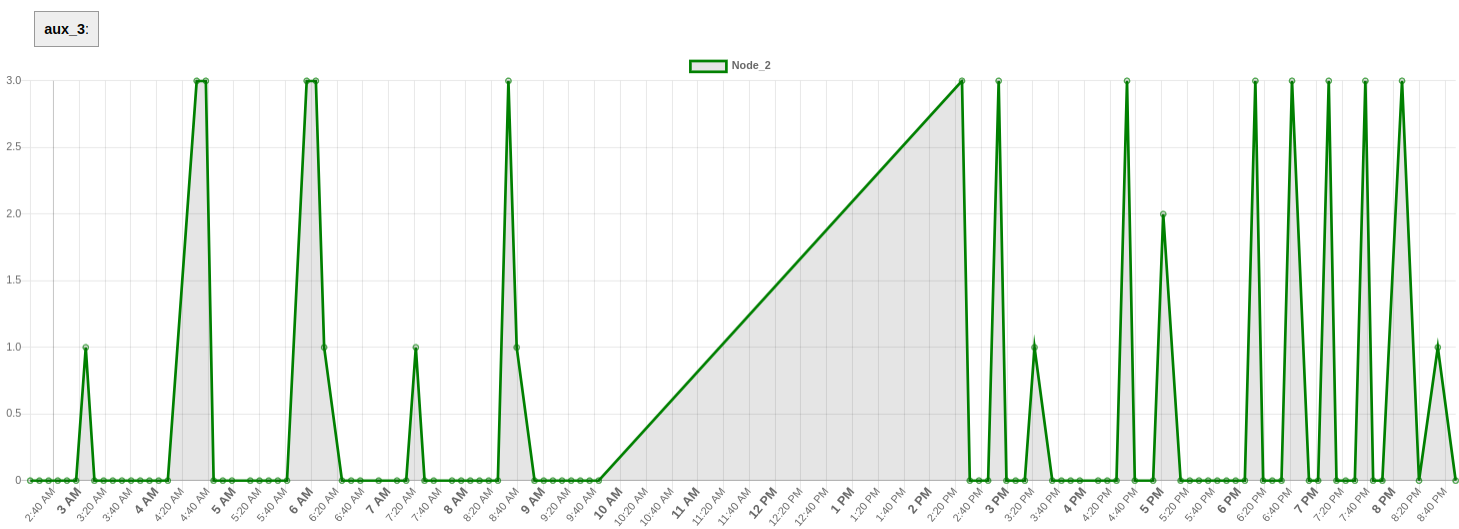 aux_3:
Node_2
3.0
2.5
2.0
1.5
1.0
0.5
0
2:40 AM
3 AM
3:20 AM
3:40 AM
4 AM
4:20 AM
4:40 AM
5 AM
5:20 AM
5:40 AM
6 AM
6:20 AM
6:40 AM
7 AM
7:20 AM
7:40 AM
8 AM
8:20 AM
8:40 AM
9 AM
9:20 AM
9:40 AM
10 AM
10:20 AM
10:40 AM
11 AM
11:20 AM
11:40 AM
12 PM
12:20 PM
12:40 PM
1 PM
1:20 PM
1:40 PM
2 PM
2:20 PM
2:40 PM
3 PM
3:20 PM
3:40 PM
4 PM
4:20 PM
4:40 PM
5 PM
5:20 PM
5:40 PM
6 PM
6:20 PM
6:40 PM
7 PM
7:20 PM
7:40 PM
8 PM
8:20 PM
8:40 PM